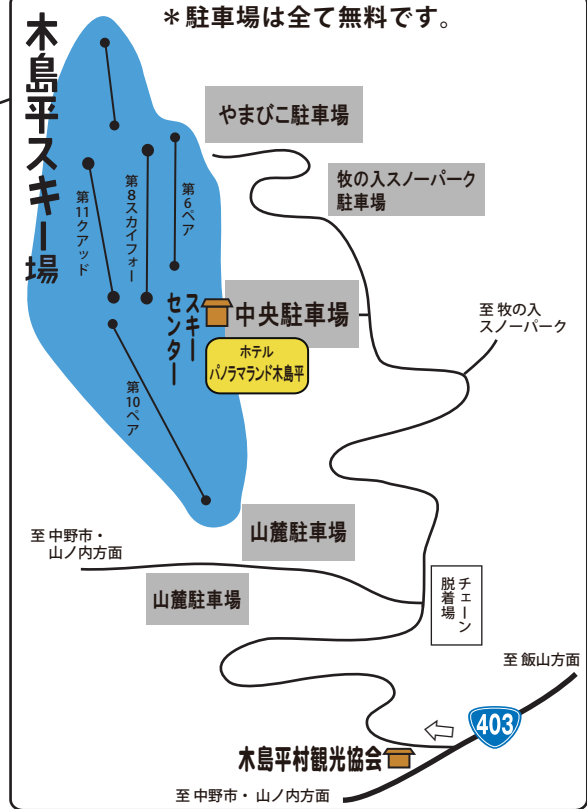 ＊駐車場は全て無料です。
木島平スキー場
やまびこ駐車場
牧の入スノーパーク
駐車場
第6ペア
第8スカイフォー
第11クアッド
スキー
センター
中央駐車場
至 牧の入
スノーパーク
ホテル
パノラマランド木島平
第10ペア
山麓駐車場
至 中野市・
山ノ内方面
山麓駐車場
チェーン
脱着場
至 飯山方面
403
木島平村観光協会
至 中野市・ 山ノ内方面